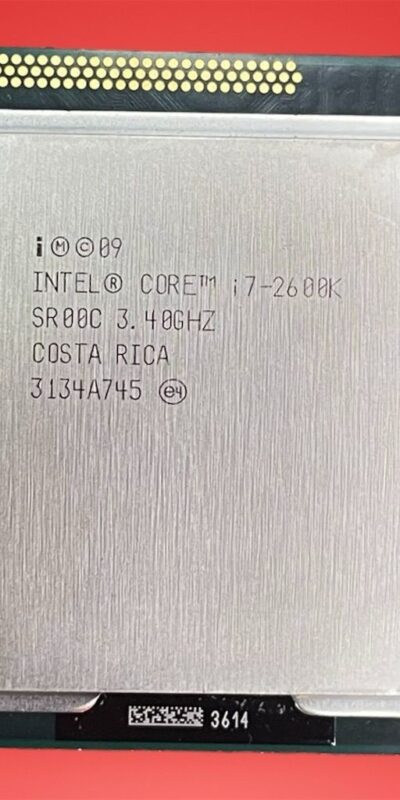 i Ⓜ © 09
INTEL® CORE™ i7-2600K
SR00C 3.40GHZ
COSTA RICA
3134A745 e4
3614